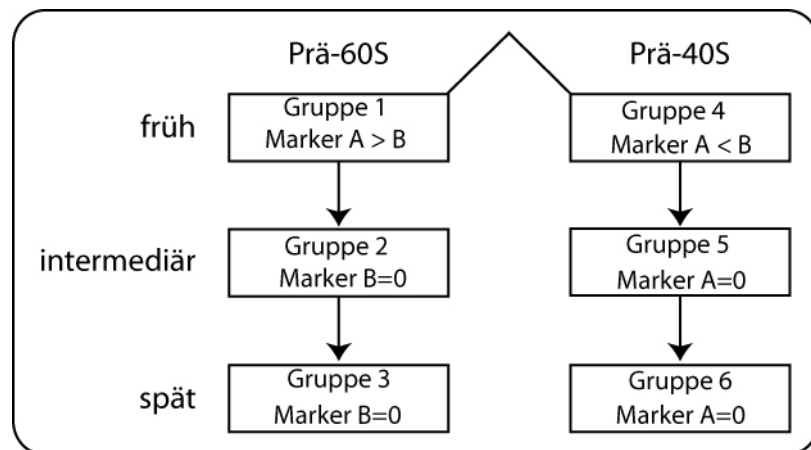 Prä-60S Prä-40S
früh
Gruppe 1
Marker A > B
Gruppe 4
Marker A < B
intermediär
Gruppe 2
Marker B=0
Gruppe 5
Marker A=0
spät
Gruppe 3
Marker B=0
Gruppe 6
Marker A=0